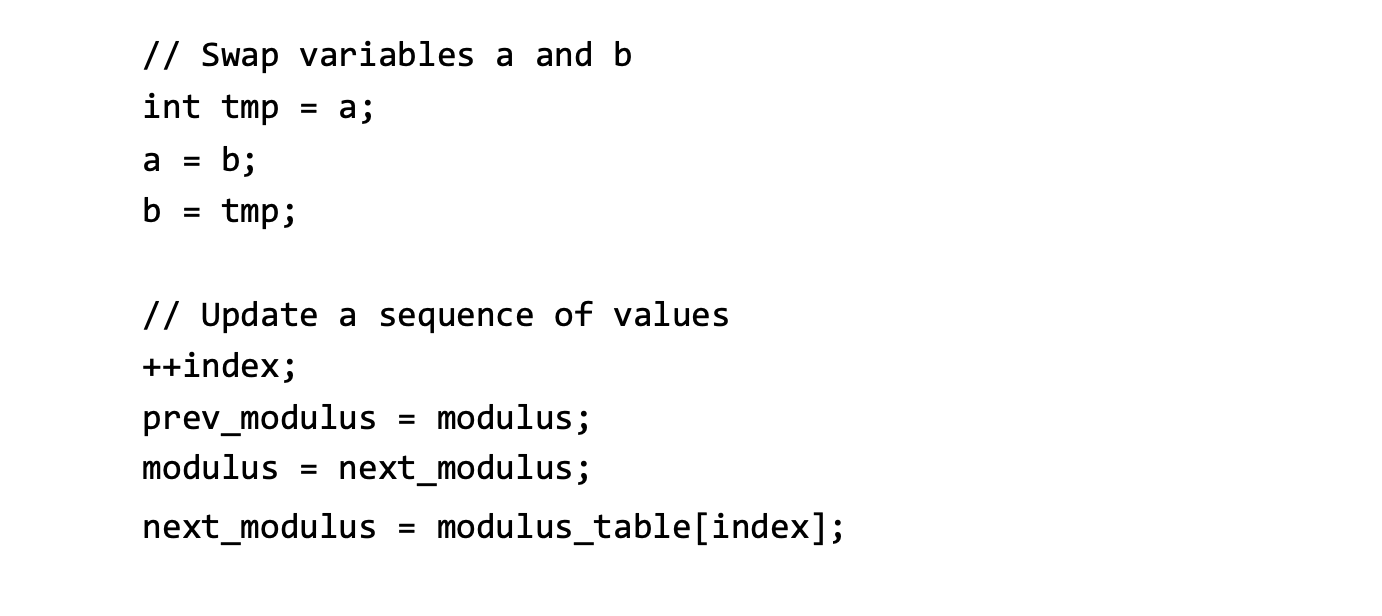 // Swap variables a and b
int tmp = a;
a = b;
b = tmp;
// Update a sequence of values
++index;
prev_modulus = modulus;
modulus = next_modulus;
next_modulus = modulus_table[index];